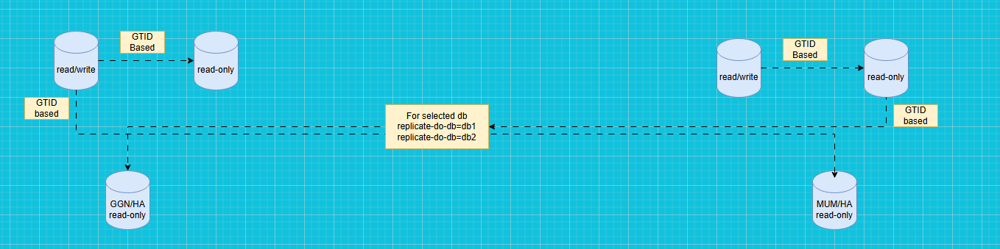 GTID
Based
read/write
read-only
GTID
based
GTID
Based
read/write
read-only
GTID
based
For selected db
replicate-do-db=db1
replicate-do-db=db2
GGN/HA
read-only
MUM/HA
read-only